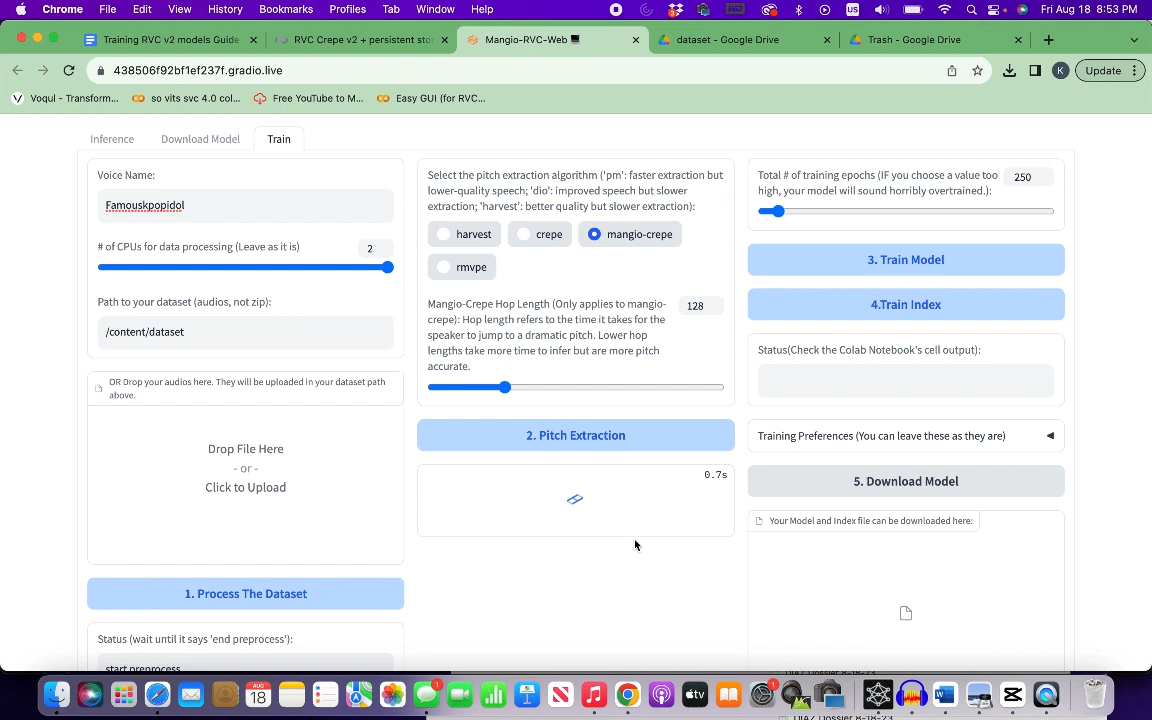 Chrome File Edit View History Bookmarks Profiles Tab Window Help US Fri Aug 18 8:53 PM
Training RVC v2 models Guide RVC Crepe v2 + persistent sto Mangio-RVC-Web dataset - Google Drive Trash - Google Drive
438506f92bf1ef237f.gradio.live K Update
Voqul - Transform... so vits svc 4.0 col... Free YouTube to M... Easy GUI (for RVC...
Inference Download Model Train
Voice Name:
Famouskpopidol
# of CPUs for data processing (Leave as it is) 2
Path to your dataset (audios, not zip):
/content/dataset
OR Drop your audios here. They will be uploaded in your dataset path
above.
Drop File Here
- or -
Click to Upload
1. Process The Dataset
Status (wait until it says 'end preprocess'):
start preprocess
Select the pitch extraction algorithm ('pm': faster extraction but
lower-quality speech; 'dio': improved speech but slower
extraction; 'harvest': better quality but slower extraction):
harvest crepe mangio-crepe
rmvpe
Mangio-Crepe Hop Length (Only applies to mangio- 128
crepe): Hop length refers to the time it takes for the
speaker to jump to a dramatic pitch. Lower hop
lengths take more time to infer but are more pitch
accurate.
2. Pitch Extraction
0.7s
Total # of training epochs (IF you choose a value too 250
high, your model will sound horribly overtrained.):
3. Train Model
4.Train Index
Status(Check the Colab Notebook's cell output):
Training Preferences (You can leave these as they are)
5. Download Model
Your Model and Index file can be downloaded here:
AUG
18
1
tv
1